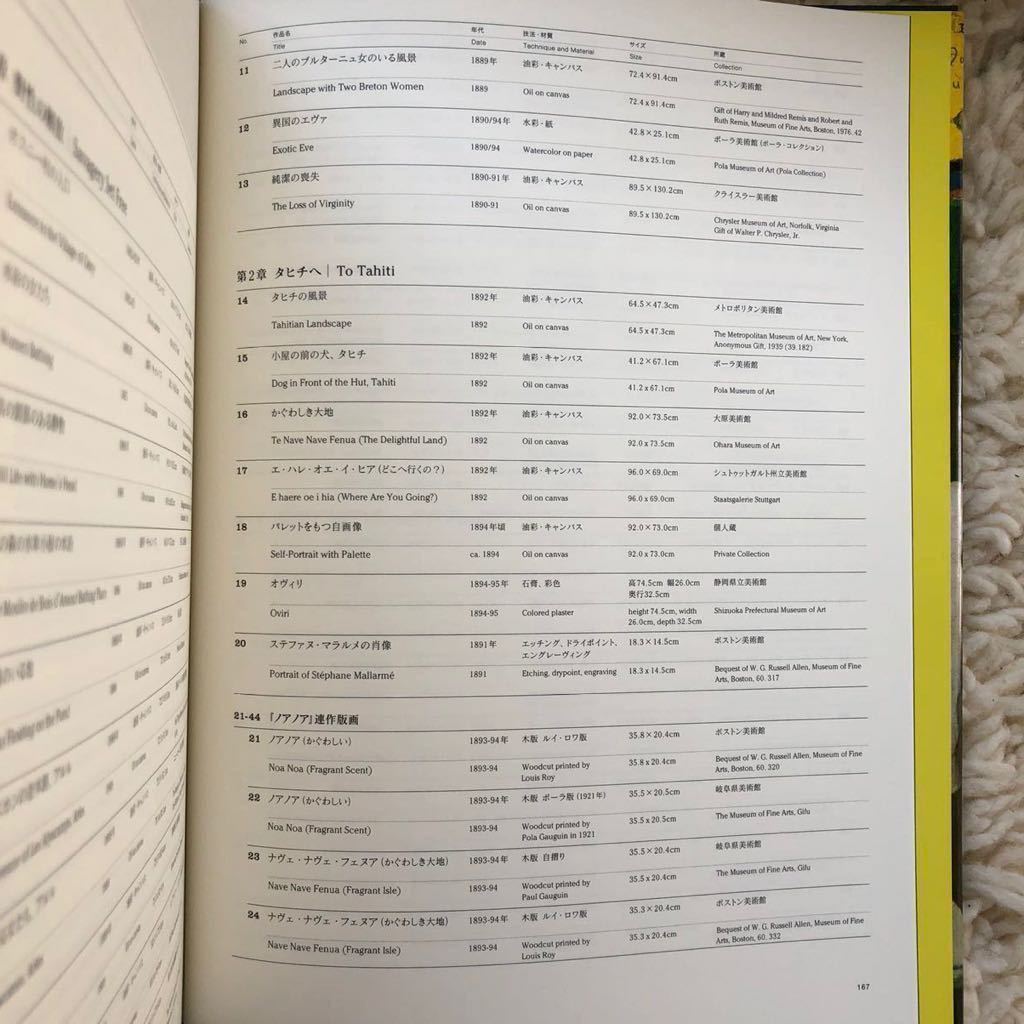 No. 作品名 年代 技法・材質 サイズ 所蔵
Title Date Technique and Material Size Collection
11 二人のブルターニュ女のいる風景 1889年 油彩・キャンバス 72.4×91.4cm ボストン美術館
Landscape with Two Breton Women 1889 Oil on canvas 72.4 x 91.4cm Gift of Harry and Mildred Remis and Robert and
Ruth Remis, Museum of Fine Arts, Boston, 1976. 42
12 異国のエヴァ 1890/94年 水彩・紙 42.8×25.1cm ポーラ美術館 (ポーラ・コレクション)
Exotic Eve 1890/94 Watercolor on paper 42.8 x 25.1cm Pola Museum of Art (Pola Collection)
13 純潔の喪失 1890-91年 油彩・キャンバス 89.5×130.2cm クライスラー美術館
The Loss of Virginity 1890-91 Oil on canvas 89.5 x 130.2cm Chrysler Museum of Art, Norfolk, Virginia
Gift of Walter P. Chrysler, Jr.
第2章 タヒチへ | To Tahiti
14 タヒチの風景 1892年 油彩・キャンバス 64.5×47.3cm メトロポリタン美術館
Tahitian Landscape 1892 Oil on canvas 64.5 x 47.3cm The Metropolitan Museum of Art, New York,
Anonymous Gift, 1939 (39.182)
15 小屋の前の犬、タヒチ 1892年 油彩・キャンバス 41.2×67.1cm ポーラ美術館
Dog in Front of the Hut, Tahiti 1892 Oil on canvas 41.2 x 67.1cm Pola Museum of Art
16 かぐわしき大地 1892年 油彩・キャンバス 92.0×73.5cm 大原美術館
Te Nave Nave Fenua (The Delightful Land) 1892 Oil on canvas 92.0 x 73.5cm Ohara Museum of Art
17 エ・ハレ・オエ・イ・ヒア (どこへ行くの?) 1892年 油彩・キャンバス 96.0×69.0cm シュトゥットガルト州立美術館
E haere oe i hia (Where Are You Going?) 1892 Oil on canvas 96.0 x 69.0cm Staatsgalerie Stuttgart
18 パレットをもつ自画像 1894年頃 油彩・キャンバス 92.0×73.0cm 個人蔵
Self-Portrait with Palette ca. 1894 Oil on canvas 92.0 x 73.0cm Private Collection
19 オヴィリ 1894-95年 石膏、彩色 高74.5cm 幅26.0cm 静岡県立美術館
奥行32.5cm
Oviri 1894-95 Colored plaster height 74.5cm, width Shizuoka Prefectural Museum of Art
26.0cm, depth 32.5cm
20 ステファヌ・マラルメの肖像 1891年 エッチング、ドライポイント、 18.3×14.5cm ボストン美術館
エングレーヴィング
Portrait of Stéphane Mallarmé 1891 Etching, drypoint, engraving 18.3 x 14.5cm Bequest of W. G. Russell Allen, Museum of Fine
Arts, Boston, 60. 317
21-44 『ノアノア』連作版画
21 ノアノア (かぐわしい) 1893-94年 木版 ルイ・ロワ版 35.8×20.4cm ボストン美術館
Noa Noa (Fragrant Scent) 1893-94 Woodcut printed by 35.8 x 20.4cm Bequest of W. G. Russell Allen, Museum of Fine
Louis Roy Arts, Boston, 60. 320
22 ノアノア (かぐわしい) 1893-94年 木版 ポーラ版 (1921年) 35.5×20.5cm 岐阜県美術館
Noa Noa (Fragrant Scent) 1893-94 Woodcut printed by 35.5 x 20.5cm The Museum of Fine Arts, Gifu
Pola Gauguin in 1921
23 ナヴェ・ナヴェ・フェヌア (かぐわしき大地) 1893-94年 木版 自摺り 35.5×20.4cm 岐阜県美術館
Nave Nave Fenua (Fragrant Isle) 1893-94 Woodcut printed by 35.5 x 20.4cm The Museum of Fine Arts, Gifu
Paul Gauguin
24 ナヴェ・ナヴェ・フェヌア (かぐわしき大地) 1893-94年 木版 ルイ・ロワ版 35.3×20.4cm ボストン美術館
Nave Nave Fenua (Fragrant Isle) 1893-94 Woodcut printed by 35.3 x 20.4cm Bequest of W. G. Russell Allen, Museum of Fine
Louis Roy Arts, Boston, 60. 332
167